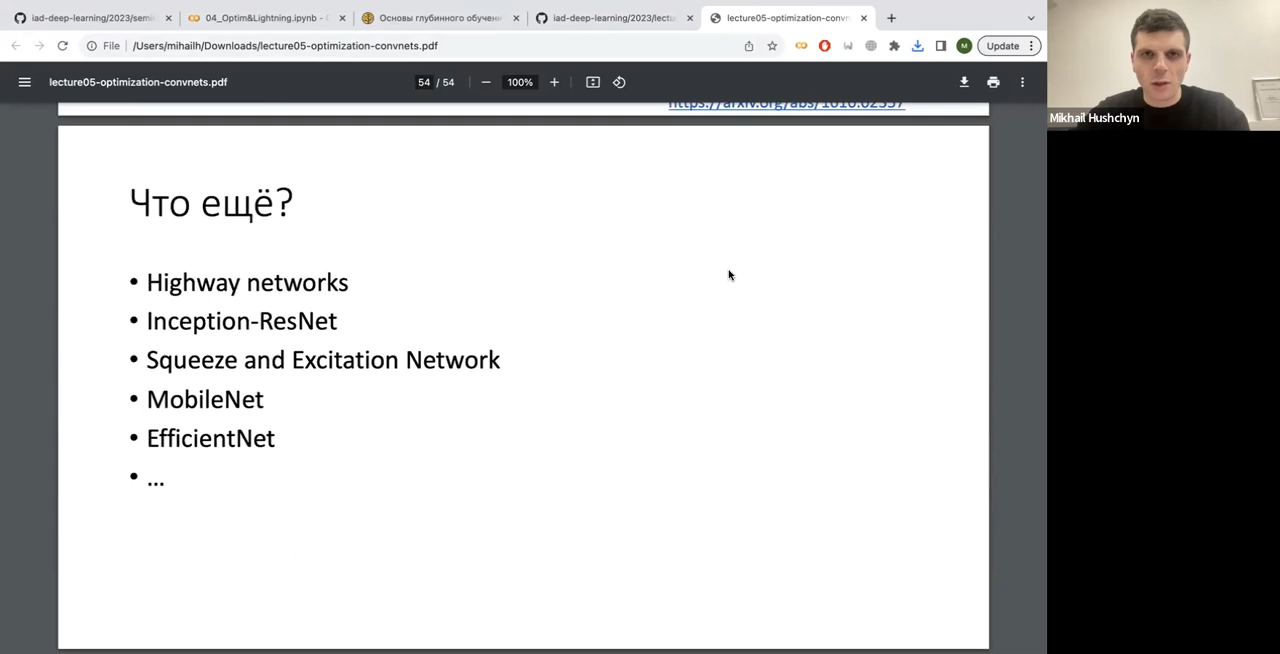 iad-deep-learning/2023/semi
04_Optim&Lightning.ipynb - C
Основы глубинного обучени
iad-deep-learning/2023/lectu
lecture05-optimization-convn
File
/Users/mihailh/Downloads/lecture05-optimization-convnets.pdf
M
Update
lecture05-optimization-convnets.pdf
54 / 54
100%
Mikhail Hushchyn
Что ещё?
• Highway networks
• Inception-ResNet
• Squeeze and Excitation Network
• MobileNet
• EfficientNet
• ...